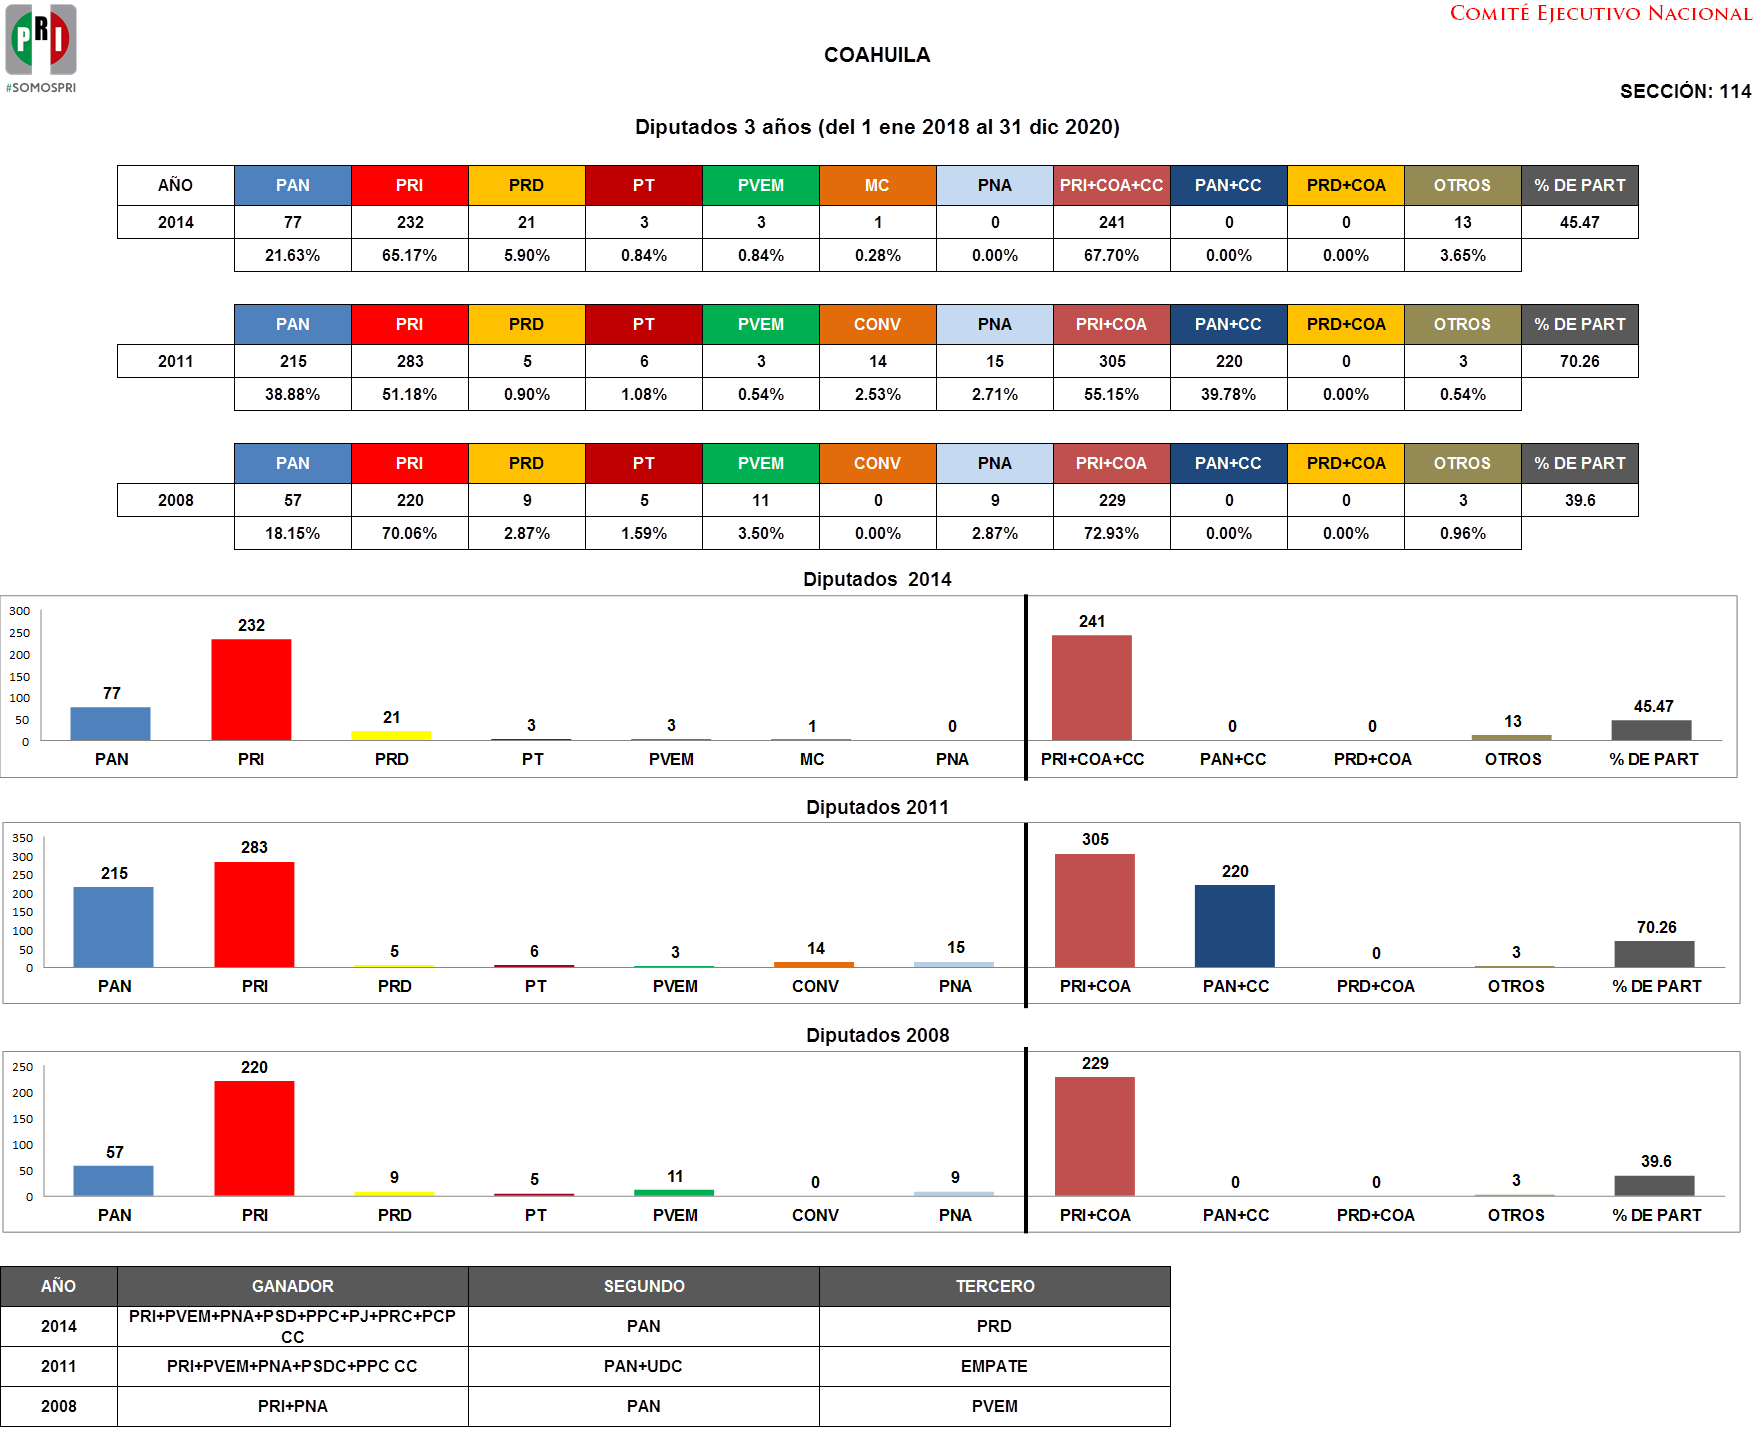 PRI
#SOMOSPRI
COMITÉ EJECUTIVO NACIONAL
COAHUILA
SECCIÓN: 114
Diputados 3 años (del 1 ene 2018 al 31 dic 2020)
AÑO PAN PRI PRD PT PVEM MC PNA PRI+COA+CC PAN+CC PRD+COA OTROS % DE PART
2014 77 232 21 3 3 1 0 241 0 0 13 45.47
21.63% 65.17% 5.90% 0.84% 0.84% 0.28% 0.00% 67.70% 0.00% 0.00% 3.65%
PAN PRI PRD PT PVEM CONV PNA PRI+COA PAN+CC PRD+COA OTROS % DE PART
2011 215 283 5 6 3 14 15 305 220 0 3 70.26
38.88% 51.18% 0.90% 1.08% 0.54% 2.53% 2.71% 55.15% 39.78% 0.00% 0.54%
PAN PRI PRD PT PVEM CONV PNA PRI+COA PAN+CC PRD+COA OTROS % DE PART
2008 57 220 9 5 11 0 9 229 0 0 3 39.6
18.15% 70.06% 2.87% 1.59% 3.50% 0.00% 2.87% 72.93% 0.00% 0.00% 0.96%
Diputados 2014
300
250
200
150
100
50
0
77 232 21 3 3 1 0 241 0 0 13 45.47
PAN PRI PRD PT PVEM MC PNA PRI+COA+CC PAN+CC PRD+COA OTROS % DE PART
Diputados 2011
350
300
250
200
150
100
50
0
215 283 5 6 3 14 15 305 220 0 3 70.26
PAN PRI PRD PT PVEM CONV PNA PRI+COA PAN+CC PRD+COA OTROS % DE PART
Diputados 2008
250
200
150
100
50
0
57 220 9 5 11 0 9 229 0 0 3 39.6
PAN PRI PRD PT PVEM CONV PNA PRI+COA PAN+CC PRD+COA OTROS % DE PART
AÑO GANADOR SEGUNDO TERCERO
2014 PRI+PVEM+PNA+PSD+PPC+PJ+PRC+PCP CC PAN PRD
2011 PRI+PVEM+PNA+PSDC+PPC CC PAN+UDC EMPATE
2008 PRI+PNA PAN PVEM